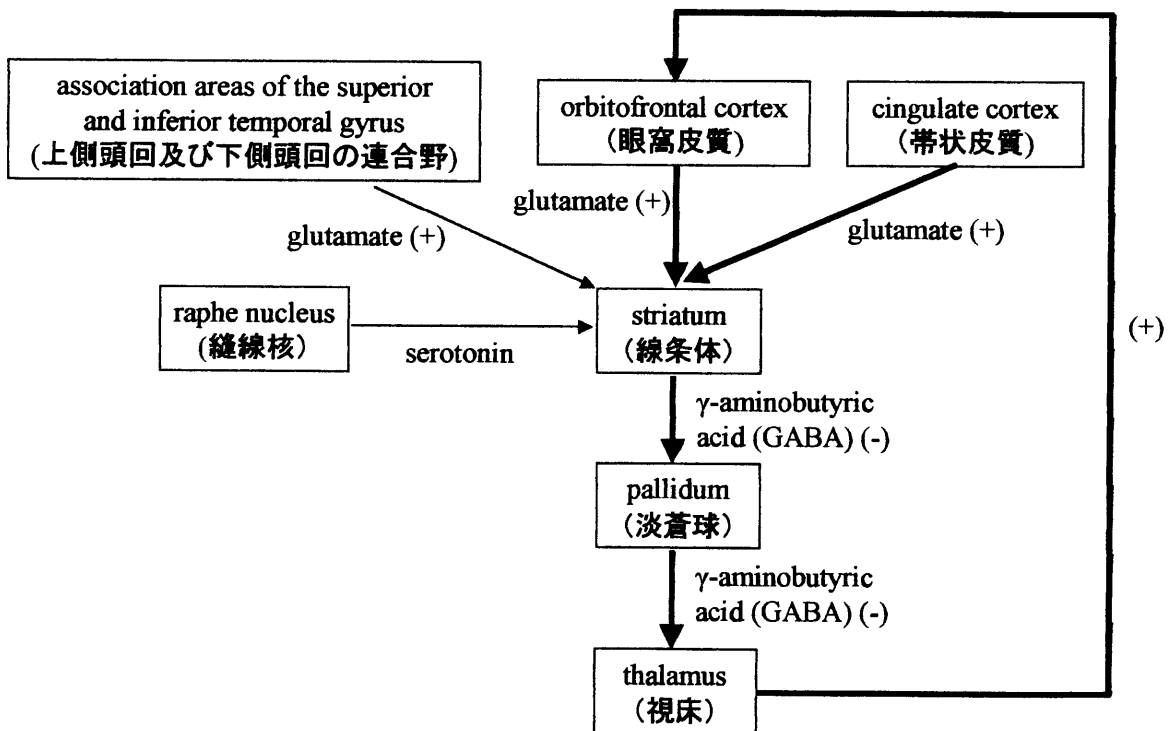 association areas of the superior
and inferior temporal gyrus
(上側頭回及び下側頭回の連合野)
orbitofrontal cortex
(眼窩皮質)
cingulate cortex
(帯状皮質)
glutamate (+)
glutamate (+)
glutamate (+)
raphe nucleus
(縫線核)
serotonin
striatum
(線条体)
(+)
γ-aminobutyric
acid (GABA) (-)
pallidum
(淡蒼球)
γ-aminobutyric
acid (GABA) (-)
thalamus
(視床)